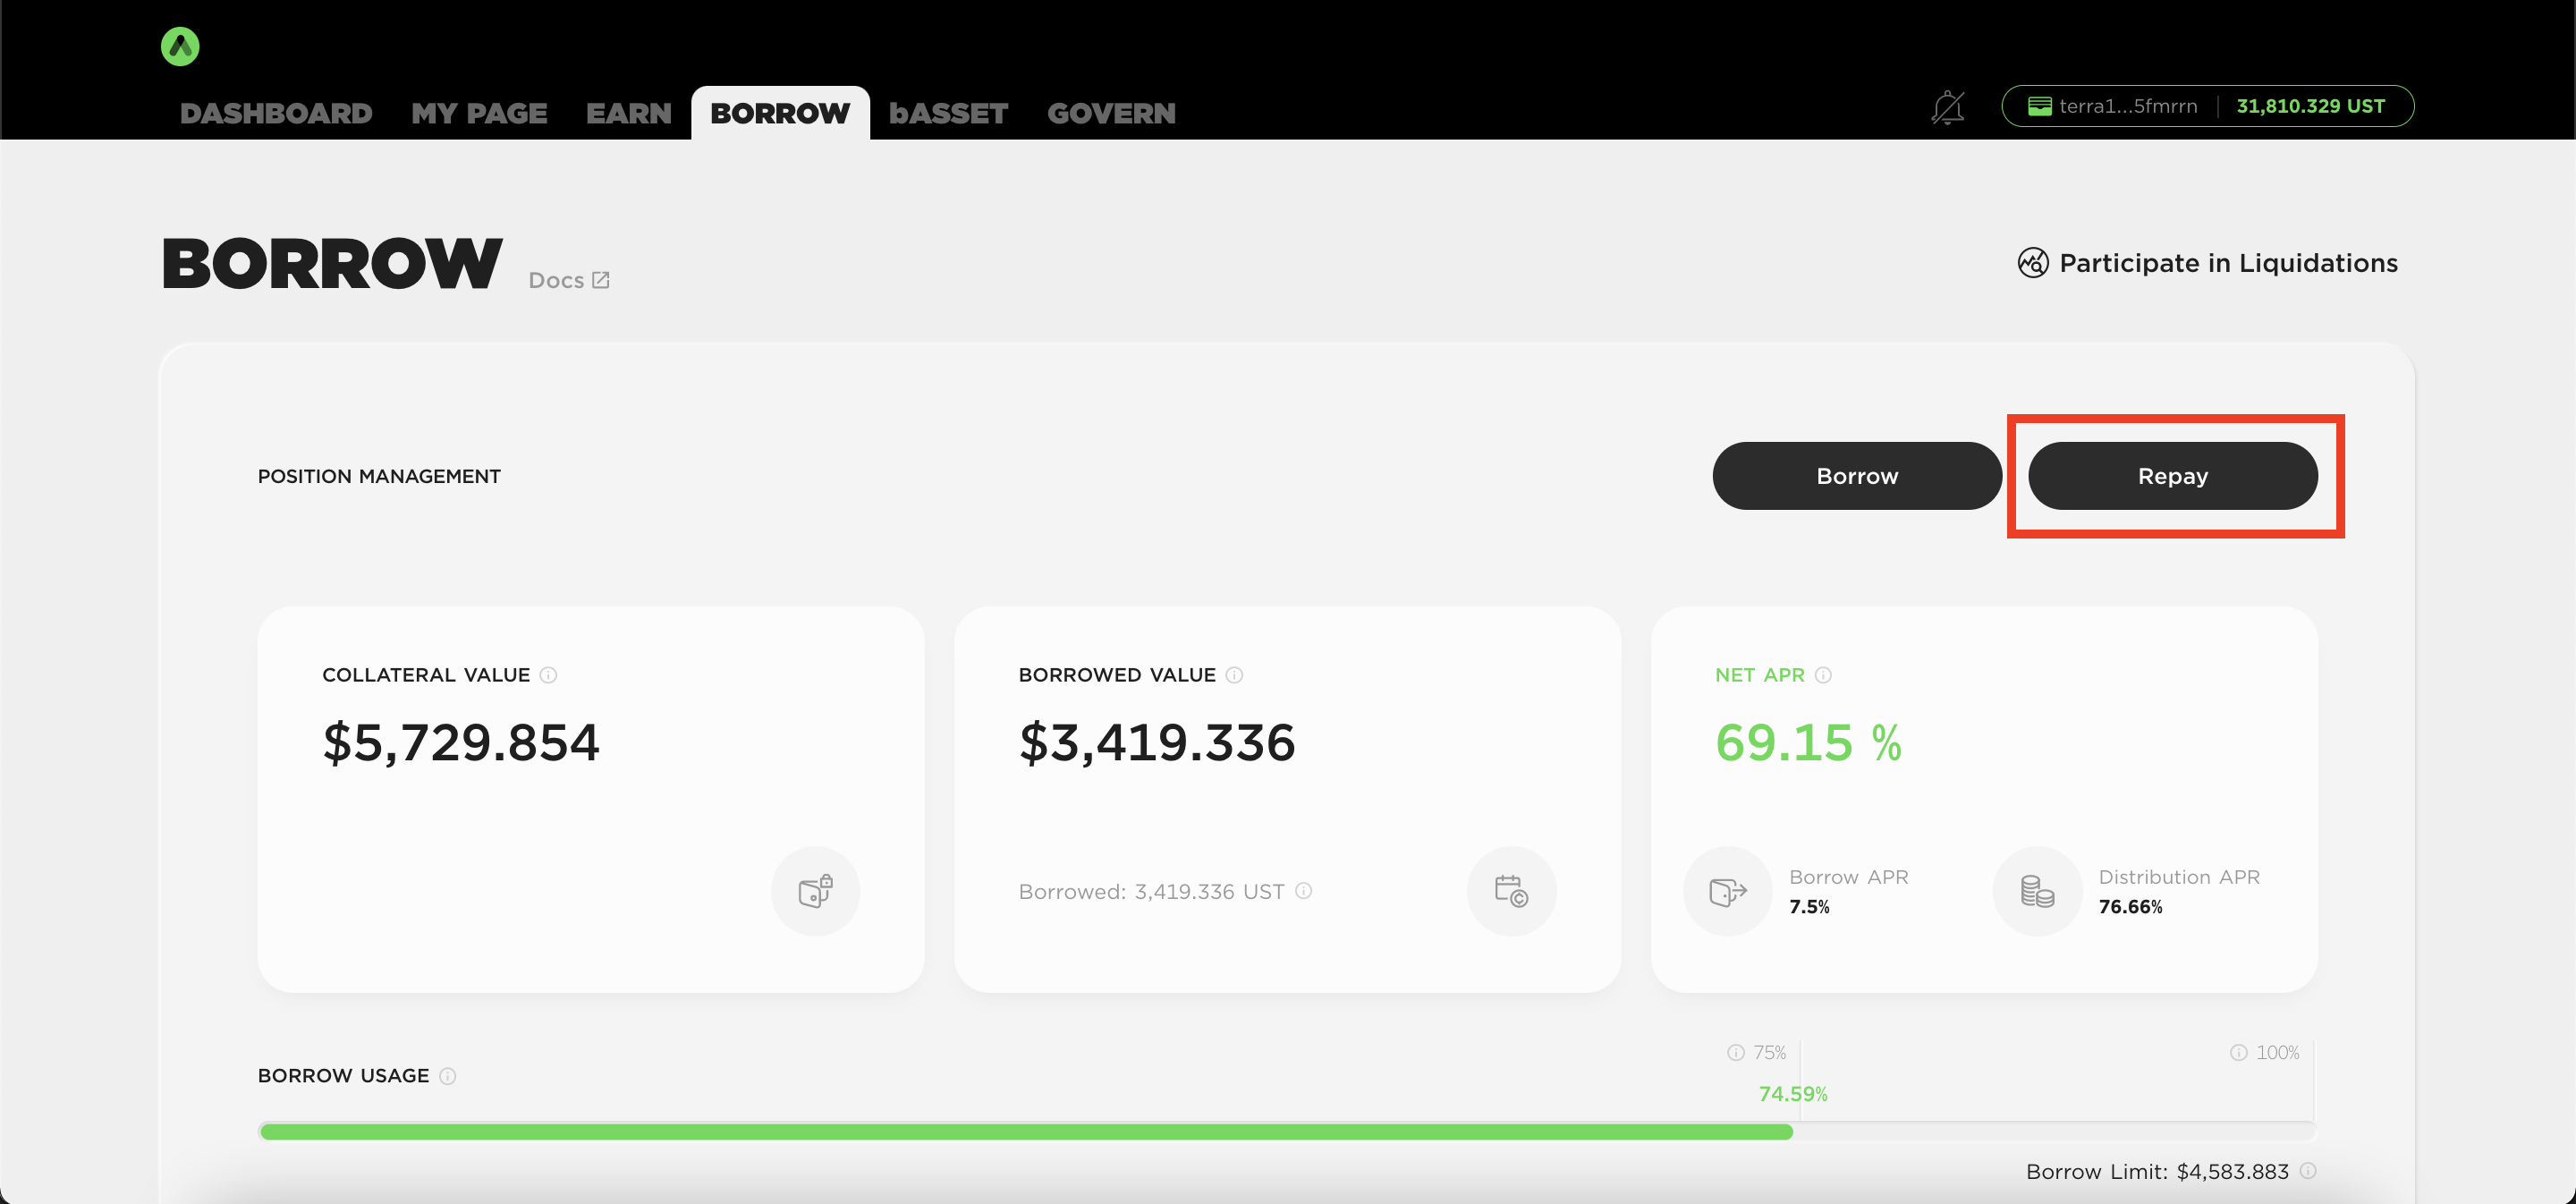 DASHBOARD MY PAGE EARN BORROW bASSET GOVERN
terra1...5fmrrn 31,810.329 UST
BORROW Docs
Participate in Liquidations
POSITION MANAGEMENT
Borrow
Repay
COLLATERAL VALUE
$5,729.854
BORROWED VALUE
$3,419.336
Borrowed: 3,419.336 UST
NET APR
69.15 %
Borrow APR
7.5%
Distribution APR
76.66%
BORROW USAGE
75%
100%
74.59%
Borrow Limit: $4,583.883